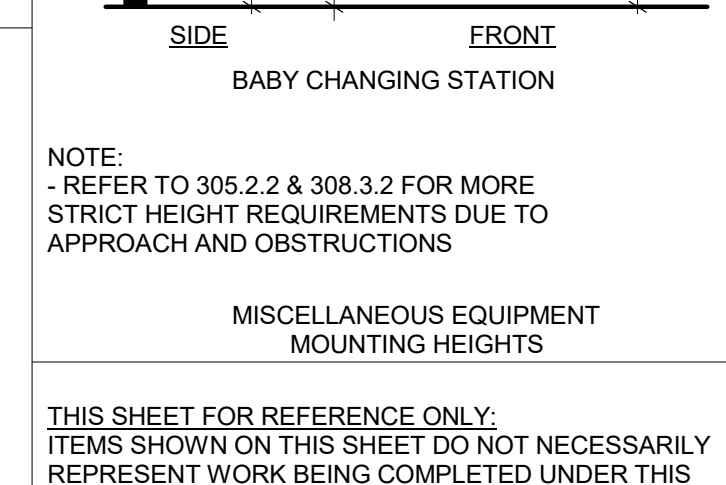 SIDE FRONT
BABY CHANGING STATION
NOTE:
- REFER TO 305.2.2 & 308.3.2 FOR MORE
STRICT HEIGHT REQUIREMENTS DUE TO
APPROACH AND OBSTRUCTIONS
MISCELLANEOUS EQUIPMENT
MOUNTING HEIGHTS
THIS SHEET FOR REFERENCE ONLY:
ITEMS SHOWN ON THIS SHEET DO NOT NECESSARILY
REPRESENT WORK BEING COMPLETED UNDER THIS